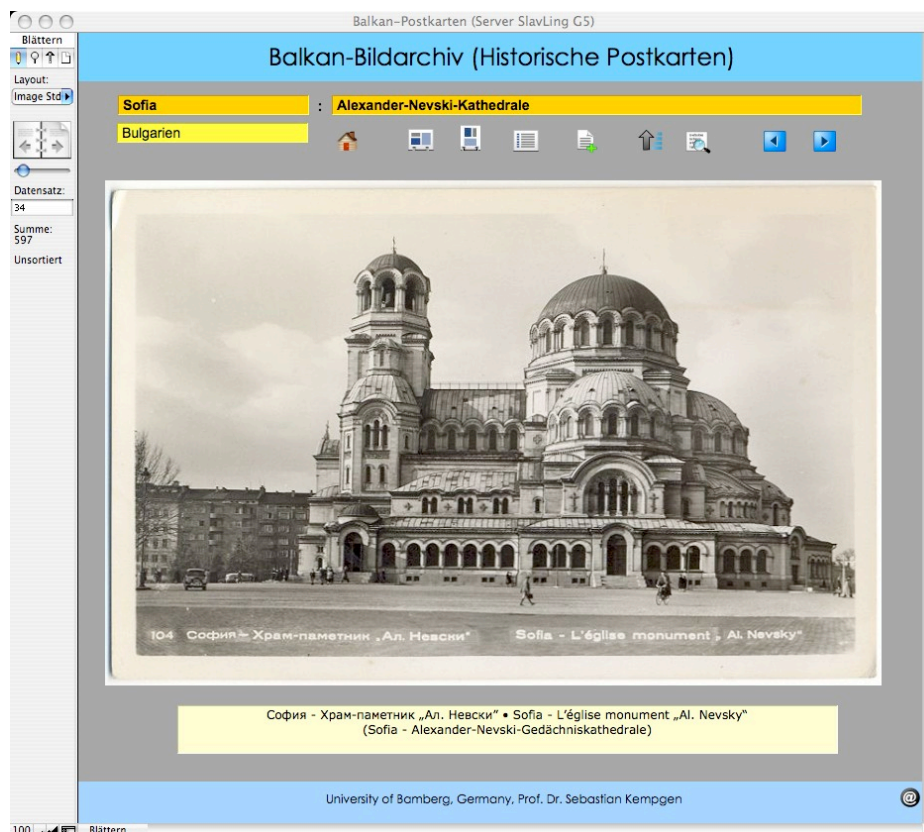 Balkan-Postkarten (Server SlavLing G5)
Blättern
Layout:
Image Std
Datensatz:
34
Summe:
597
Unsortiert
Balkan-Bildarchiv (Historische Postkarten)
Sofia : Alexander-Nevski-Kathedrale
Bulgarien
104 София – Храм-паметник „Ал. Невски" Sofia - L'église monument „ Al. Nevsky"
София - Храм-паметник „Ал. Невски" • Sofia - L'église monument „Al. Nevsky"
(Sofia - Alexander-Nevski-Gedächniskathedrale)
University of Bamberg, Germany, Prof. Dr. Sebastian Kempgen
@
100 Blättern